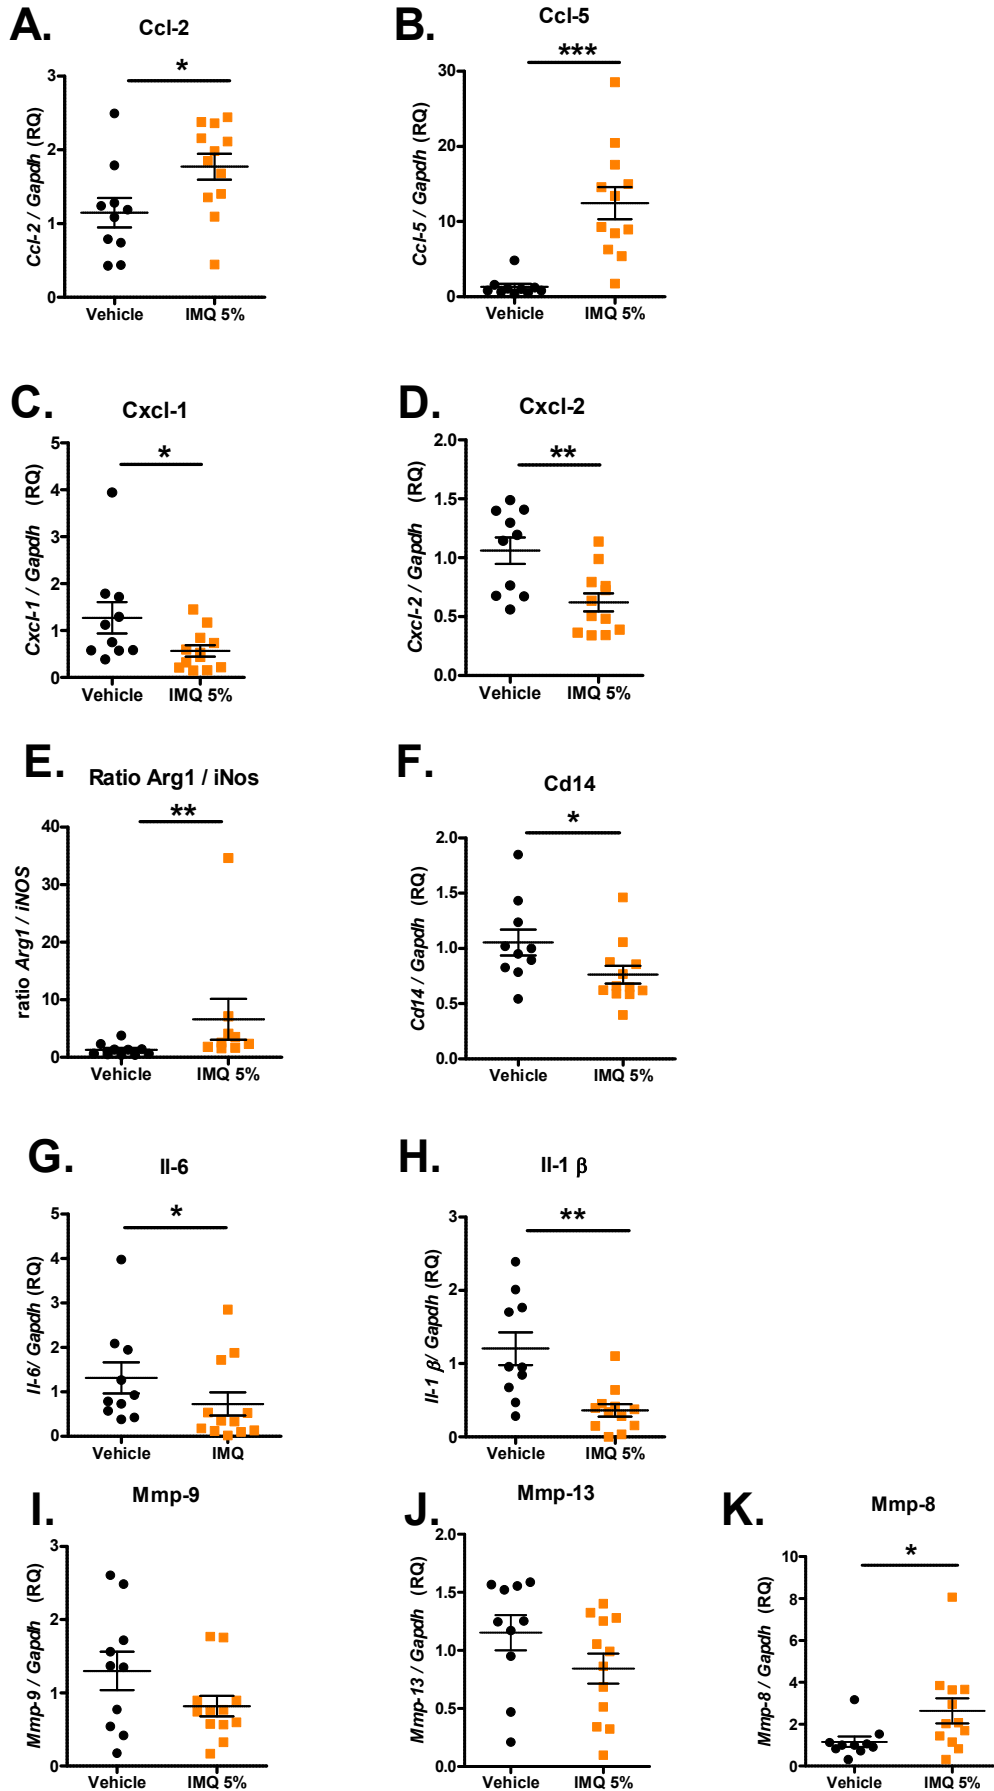 A.
Ccl-2
*
Ccl-2 / Gapdh (RQ)
3
2
1
0
Vehicle
IMQ 5%
B.
Ccl-5
***
Ccl-5 / Gapdh (RQ)
30
20
10
0
Vehicle
IMQ 5%
C.
Cxcl-1
*
Cxcl-1 / Gapdh (RQ)
5
4
3
2
1
0
Vehicle
IMQ 5%
D.
Cxcl-2
**
Cxcl-2 / Gapdh (RQ)
2.0
1.5
1.0
0.5
0.0
Vehicle
IMQ 5%
E.
Ratio Arg1 / iNos
**
ratio Arg1 / iNOS
40
30
20
10
0
Vehicle
IMQ 5%
F.
Cd14
*
Cd14 / Gapdh (RQ)
2.0
1.5
1.0
0.5
0.0
Vehicle
IMQ 5%
G.
Il-6
*
Il-6/ Gapdh (RQ)
5
4
3
2
1
0
Vehicle
IMQ
H.
Il-1 β
**
Il-1 β/ Gapdh (RQ)
3
2
1
0
Vehicle
IMQ 5%
I.
Mmp-9
Mmp-9 / Gapdh (RQ)
3
2
1
0
Vehicle
IMQ 5%
J.
Mmp-13
Mmp-13 / Gapdh (RQ)
2.0
1.5
1.0
0.5
0.0
Vehicle
IMQ 5%
K.
Mmp-8
*
Mmp-8 / Gapdh (RQ)
10
8
6
4
2
0
Vehicle
IMQ 5%